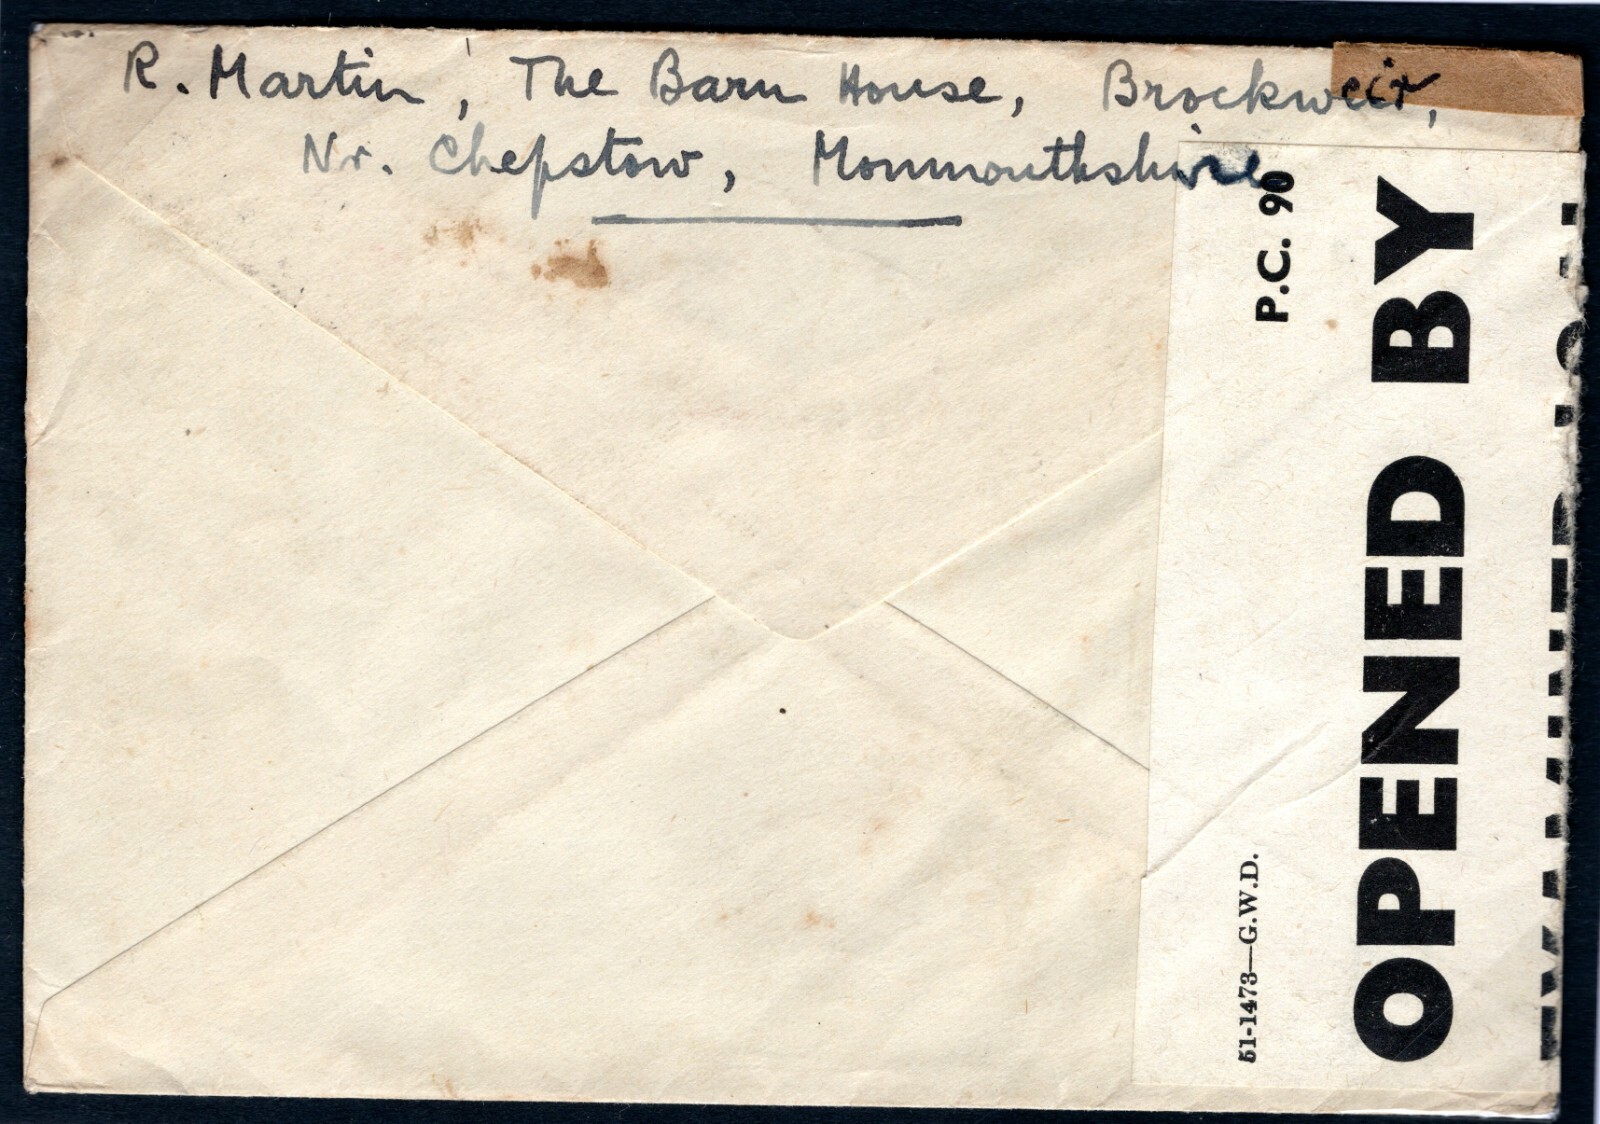 R. Martin, The Barn House, Brockweir,
Nr. Chepstow, Monmouthshire
P.C. 90
OPENED BY
51-1473—G.W.D.